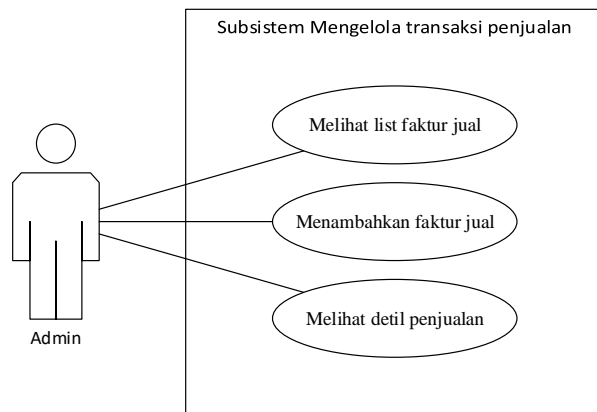 Subsistem Mengelola transaksi penjualan
Melihat list faktur jual
Menambahkan faktur jual
Melihat detil penjualan
Admin